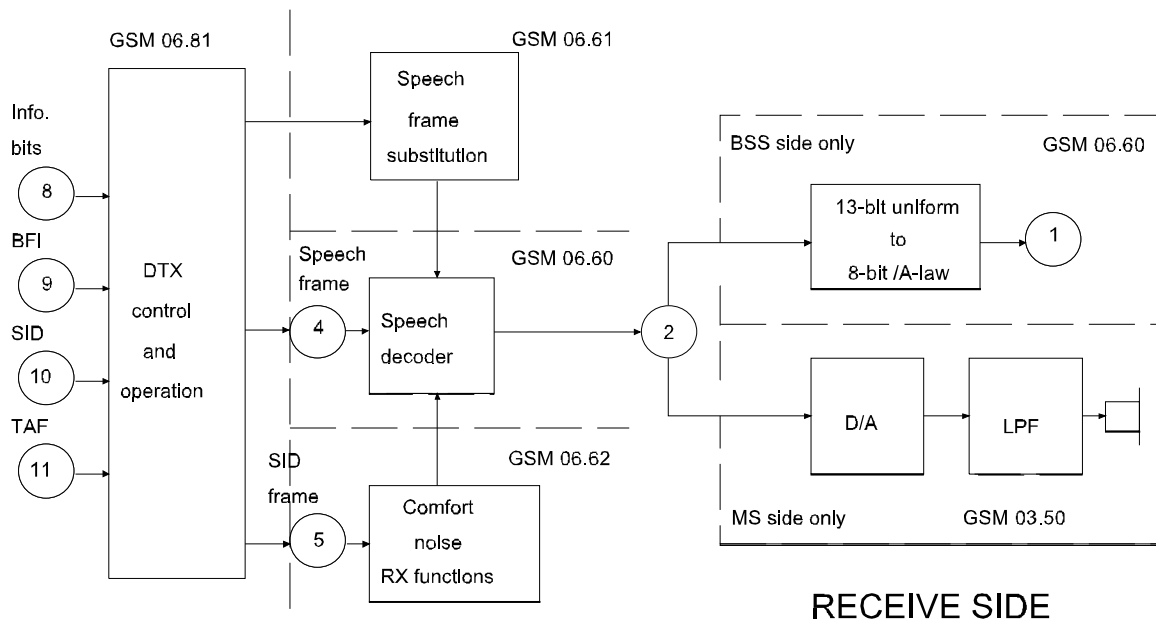 GSM 06.81
GSM 06.61
Info.
bits
8
BFI
9
SID
10
TAF
11
DTX
control
and
operation
Speech
frame
substitution
Speech
frame
GSM 06.60
4
Speech
decoder
SID
frame
GSM 06.62
5
Comfort
noise
RX functions
2
BSS side only
GSM 06.60
13-bit uniform
to
8-bit /A-law
1
D/A
LPF
MS side only
GSM 03.50
RECEIVE SIDE